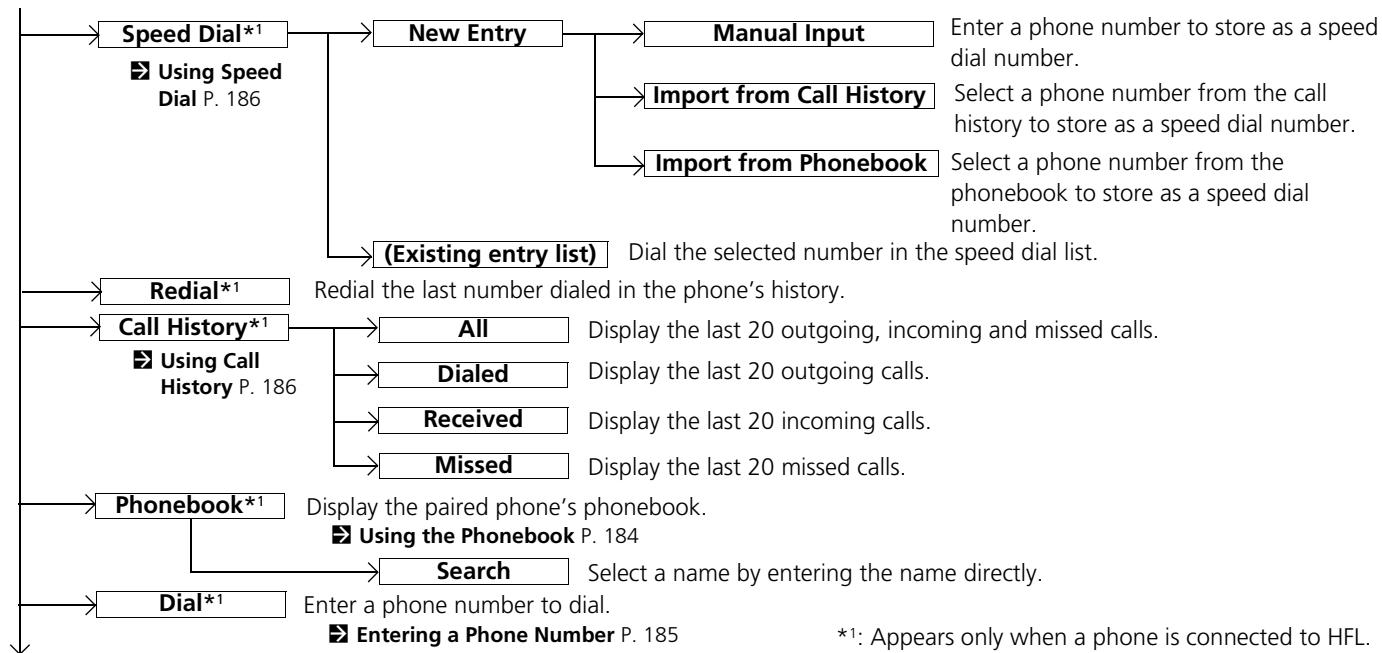 Speed Dial*1
Using Speed
Dial P. 186
New Entry
Manual Input
Enter a phone number to store as a speed
dial number.
Import from Call History
Select a phone number from the call
history to store as a speed dial number.
Import from Phonebook
Select a phone number from the
phonebook to store as a speed dial
number.
(Existing entry list)
Dial the selected number in the speed dial list.
Redial*1
Redial the last number dialed in the phone’s history.
Call History*1
Using Call
History P. 186
All
Display the last 20 outgoing, incoming and missed calls.
Dialed
Display the last 20 outgoing calls.
Received
Display the last 20 incoming calls.
Missed
Display the last 20 missed calls.
Phonebook*1
Display the paired phone’s phonebook.
Using the Phonebook P. 184
Search
Select a name by entering the name directly.
Dial*1
Enter a phone number to dial.
Entering a Phone Number P. 185
*1: Appears only when a phone is connected to HFL.